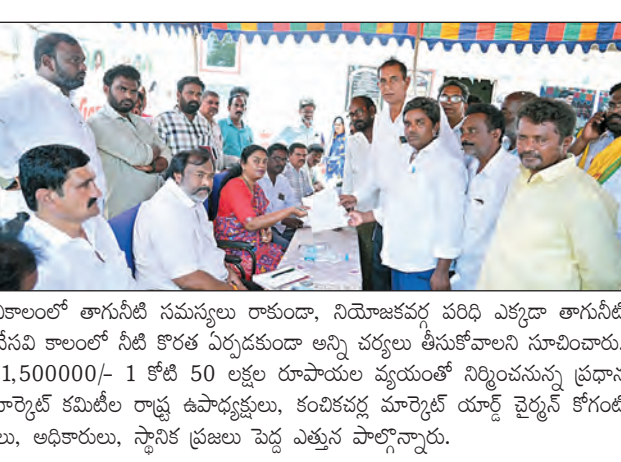 వికాలంలో తాగునీటి సమస్యలు రాకుండా, నియోజకవర్గ పరిధి ఎక్కడా తాగునీటి
వేసవి కాలంలో నీటి కొరత ఏర్పడకుండా అన్ని చర్యలు తీసుకోవాలని సూచించారు.
1,500000/- 1 కోటి 50 లక్షల రూపాయల వ్యయంతో నిర్మించనున్న ప్రధాన
మార్కెట్ కమిటీల రాష్ట్ర ఉపాధ్యక్షులు, కంచికచర్ల మార్కెట్ యార్డ్ చైర్మన్ కోగంటి
లు, అధికారులు, స్థానిక ప్రజలు పెద్ద ఎత్తున పాల్గొన్నారు.